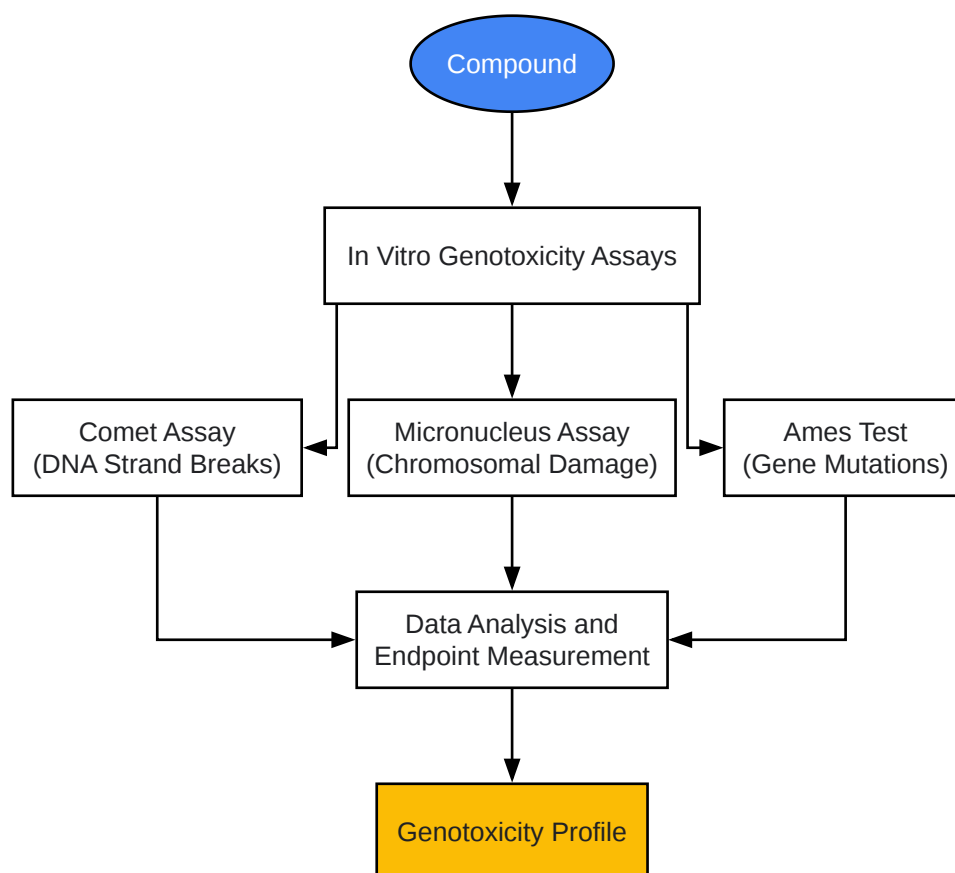 Compound
In Vitro Genotoxicity Assays
Comet Assay
(DNA Strand Breaks)
Micronucleus Assay
(Chromosomal Damage)
Ames Test
(Gene Mutations)
Data Analysis and
Endpoint Measurement
Genotoxicity Profile